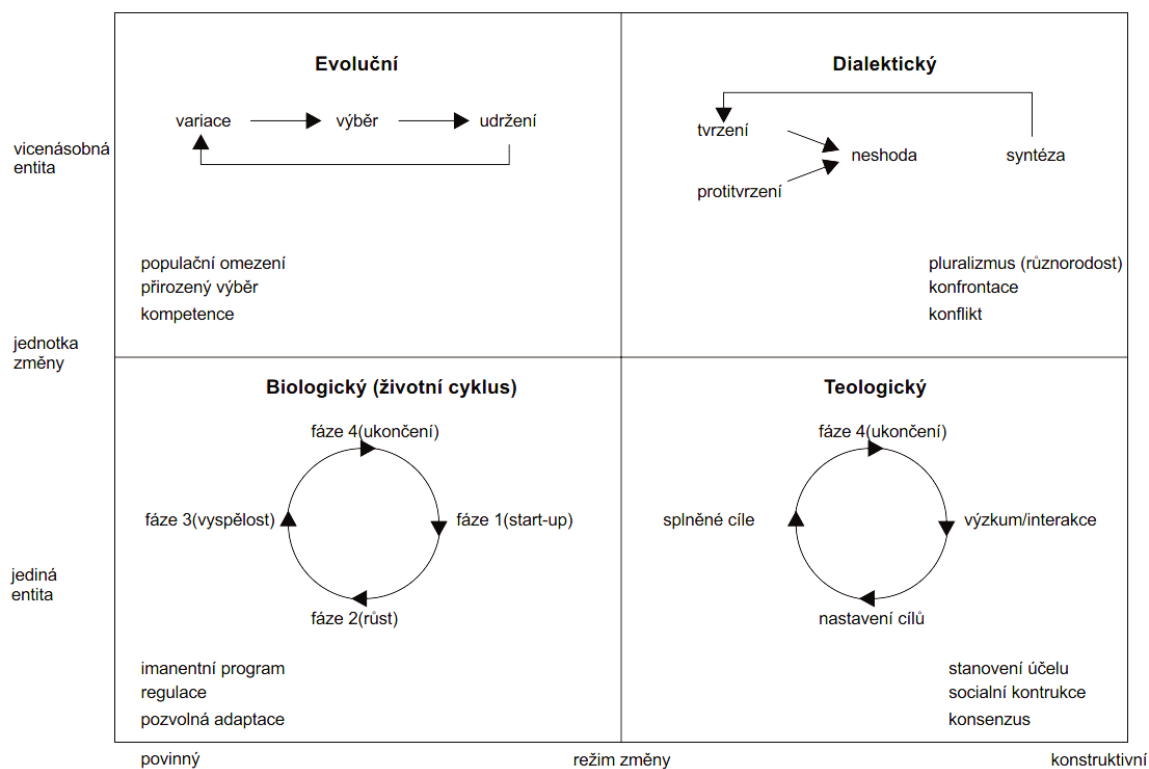 Evoluční
variace
výběr
udržení
populační omezení
přirozený výběr
kompetence
Dialektický
tvrzení
neshoda
syntéza
protitvrzení
pluralizmus (různorodost)
konfrontace
konflikt
vicenásobná
entita
jednotka
změny
jediná
entita
Biologický (životní cyklus)
fáze 4(ukončení)
fáze 3(vyspělost)
fáze 1(start-up)
fáze 2(růst)
imanentní program
regulace
pozvolná adaptace
Teologický
fáze 4(ukončení)
splněné cíle
výzkum/interakce
nastavení cílů
stanovení účelu
socialní kontrukce
konsenzus
povinný
režim změny
konstruktivní